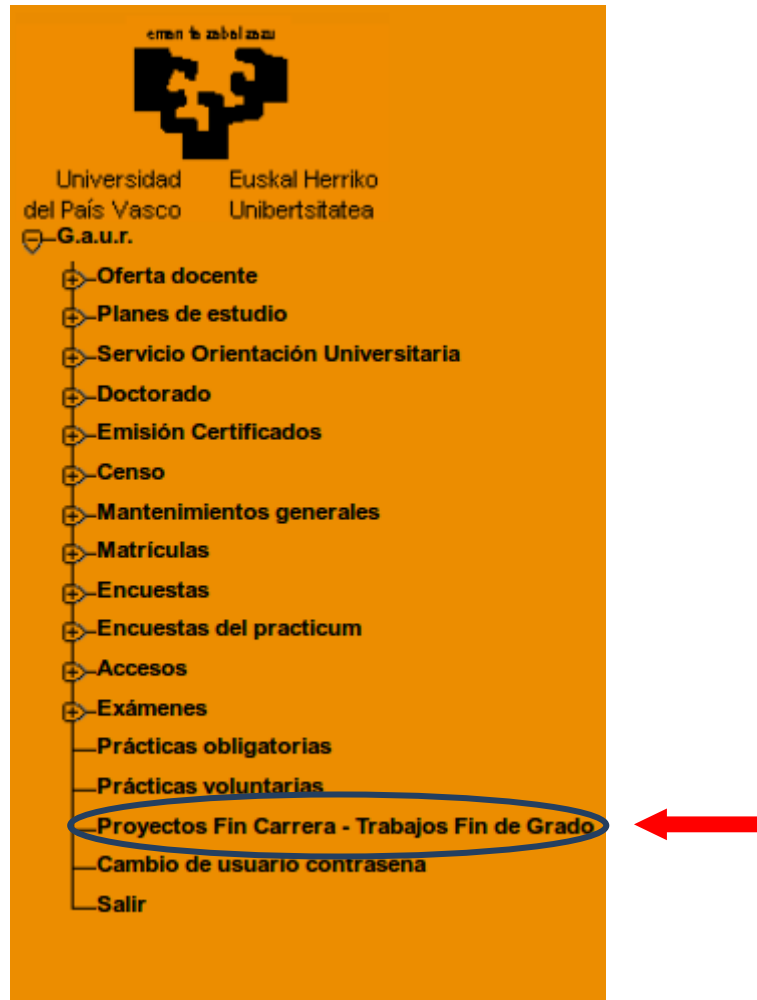 eman ta zabal zazu
Universidad Euskal Herriko
del País Vasco Unibertsitatea
G.a.u.r.
Oferta docente
Planes de estudio
Servicio Orientación Universitaria
Doctorado
Emisión Certificados
Censo
Mantenimientos generales
Matrículas
Encuestas
Encuestas del practicum
Accesos
Exámenes
Prácticas obligatorias
Prácticas voluntarias
Proyectos Fin Carrera - Trabajos Fin de Grado
Cambio de usuario contraseña
Salir